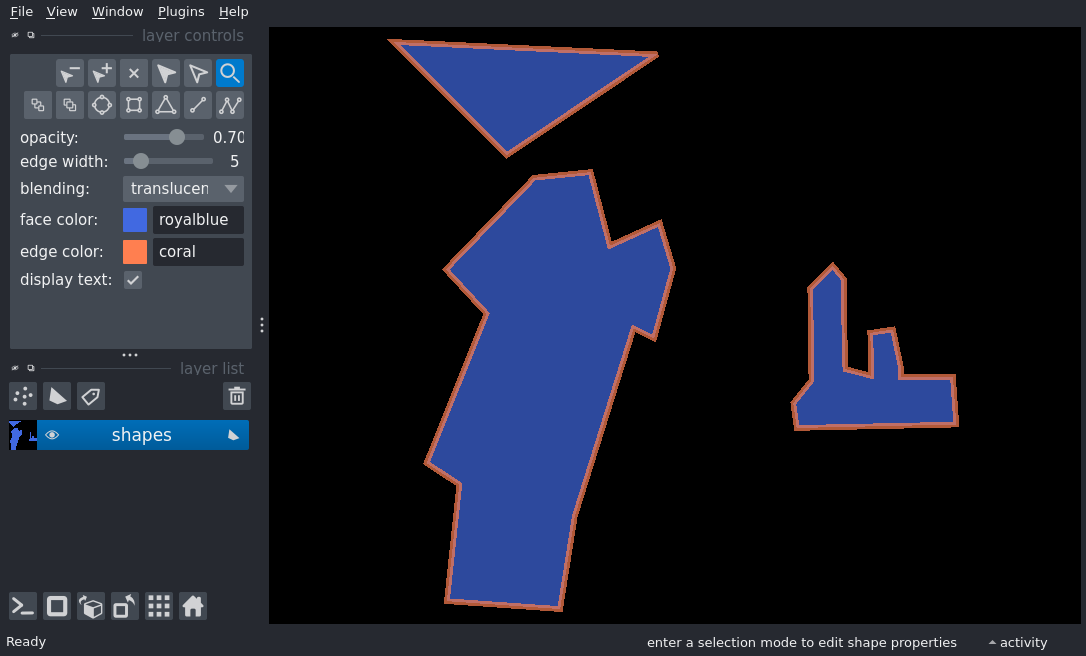 File View Window Plugins Help
layer controls
opacity: 0.70
edge width: 5
blending: translucen
face color: royalblue
edge color: coral
display text:
layer list
shapes
Ready
enter a selection mode to edit shape properties
activity